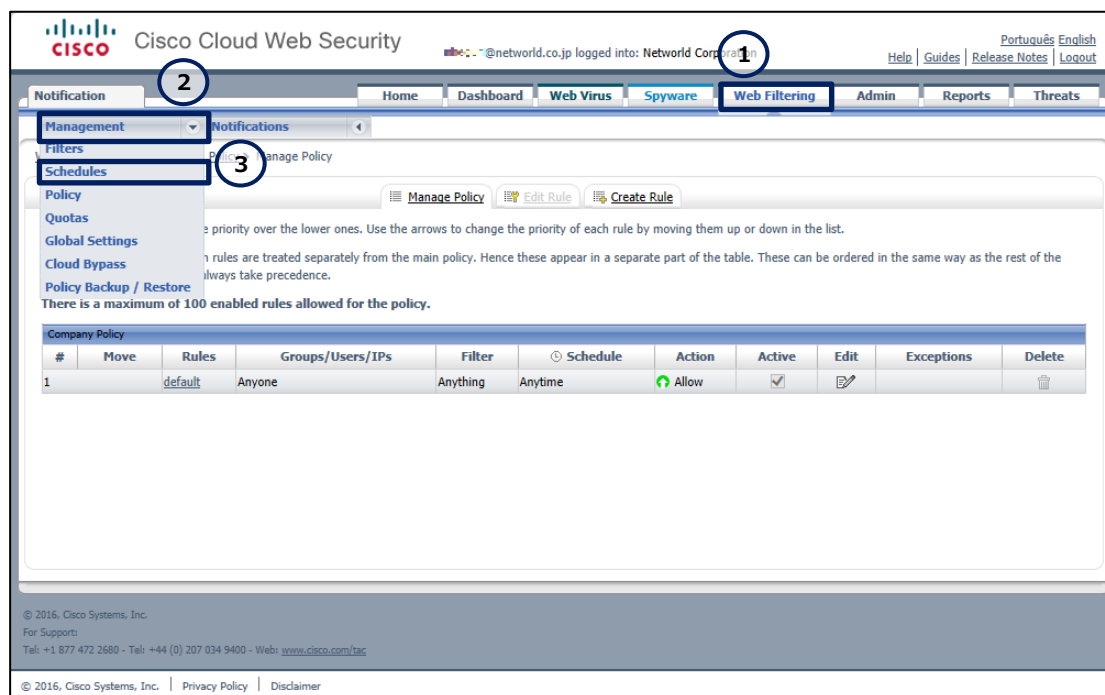 CISCO Cisco Cloud Web Security
@networld.co.jp logged into: Networld Corporation
Português English
Help | Guides | Release Notes | Logout
1
2
Notification Home Dashboard Web Virus Spyware Web Filtering Admin Reports Threats
Management Notifications
Policy > Manage Policy
3
Filters
Schedules
Policy
Quotas
Global Settings
Cloud Bypass
Policy Backup / Restore
Manage Policy Edit Rule Create Rule
priority over the lower ones. Use the arrows to change the priority of each rule by moving them up or down in the list.
rules are treated separately from the main policy. Hence these appear in a separate part of the table. These can be ordered in the same way as the rest of the
always take precedence.
There is a maximum of 100 enabled rules allowed for the policy.
Company Policy
# Move Rules Groups/Users/IPs Filter Schedule Action Active Edit Exceptions Delete
1 default Anyone Anything Anytime Allow
© 2016, Cisco Systems, Inc.
For Support:
Tel: +1 877 472 2680 - Tel: +44 (0) 207 034 9400 - Web: www.cisco.com/tac
© 2016, Cisco Systems, Inc. | Privacy Policy | Disclaimer